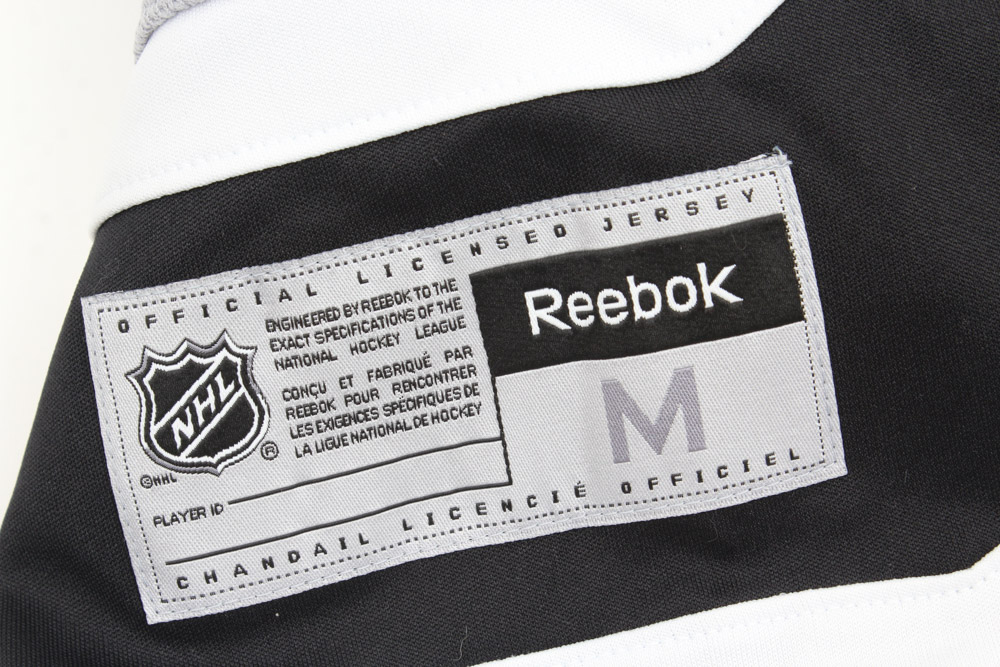 OFFICIAL LICENSED JERSEY
NHL
®
©NHL
ENGINEERED BY REEBOK TO THE
EXACT SPECIFICATIONS OF THE
NATIONAL HOCKEY LEAGUE
CONÇU ET FABRIQUÉ PAR
REEBOK POUR RENCONTRER
LES EXIGENCES SPÉCIFIQUES DE
LA LIGUE NATIONAL DE HOCKEY
Reebok
M
PLAYER ID
CHANDAIL LICENCIÉ OFFICIEL